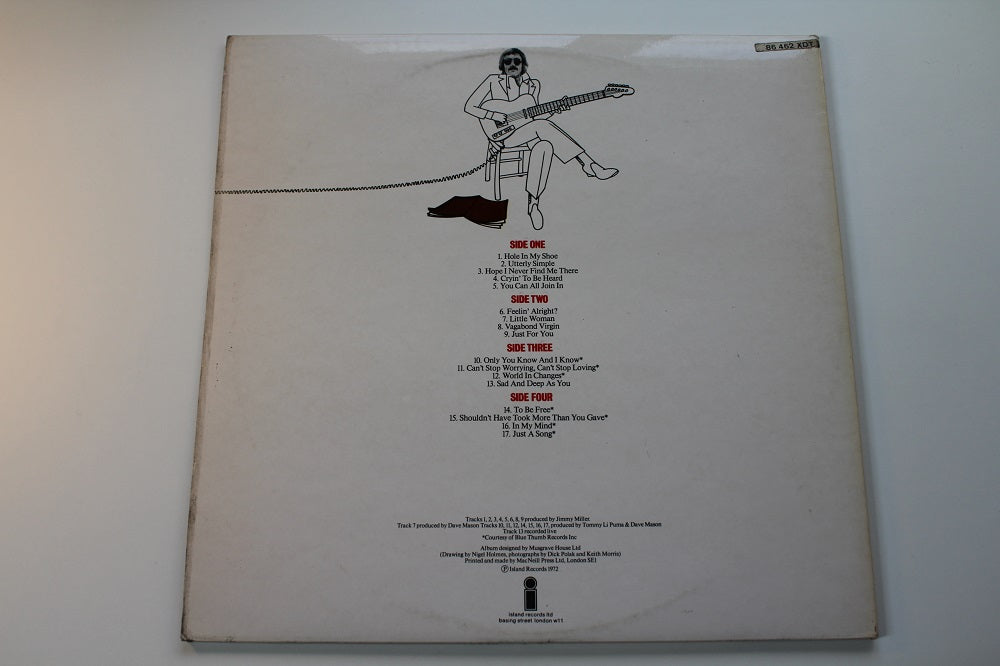 86 462 XDT
SIDE ONE
1. Hole In My Shoe
2. Utterly Simple
3. Hope I Never Find Me There
4. Cryin' To Be Heard
5. You Can All Join In
SIDE TWO
6. Feelin' Alright?
7. Little Woman
8. Vagabond Virgin
9. Just For You
SIDE THREE
10. Only You Know And I Know*
11. Can't Stop Worrying, Can't Stop Loving*
12. World In Changes*
13. Sad And Deep As You
SIDE FOUR
14. To Be Free*
15. Shouldn't Have Took More Than You Gave*
16. In My Mind*
17. Just A Song*
Tracks 1, 2, 3, 4, 5, 6, 8, 9 produced by Jimmy Miller.
Track 7 produced by Dave Mason Tracks 10, 11, 12, 14, 15, 16, 17, produced by Tommy Li Puma & Dave Mason
Track 13 recorded live
*Courtesy of Blue Thumb Records Inc
Album designed by Musgrave House Ltd
(Drawing by Nigel Holmes, photographs by Dick Polak and Keith Morris)
Printed and made by MacNeill Press Ltd, London SE1
Ⓟ Island Records 1972
island records ltd
basing street london w11